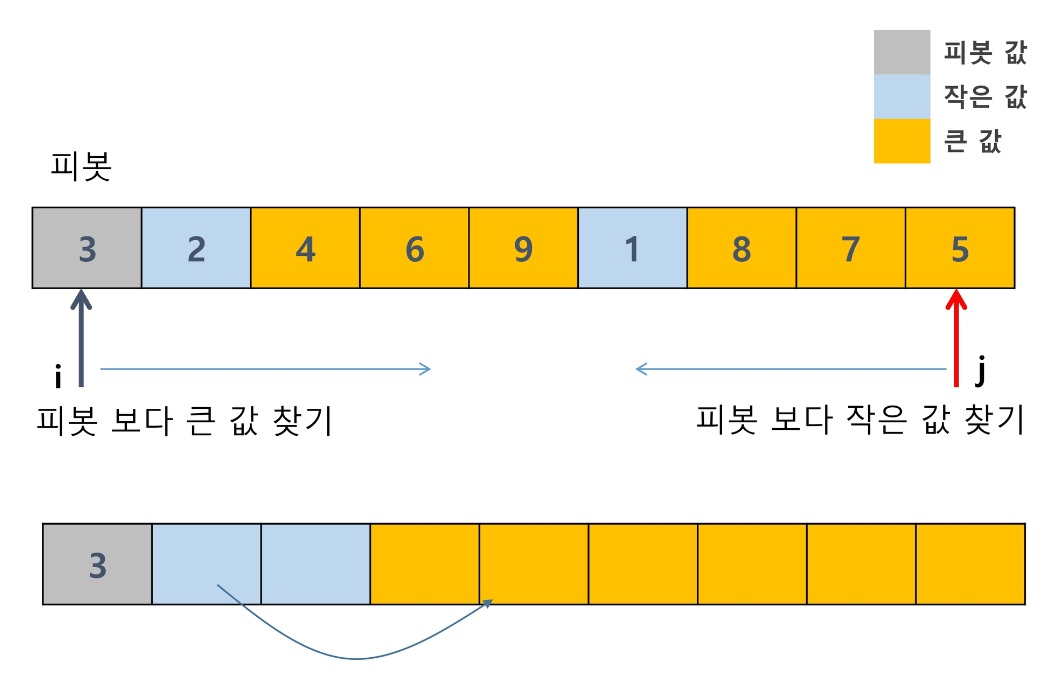 피봇 값
작은 값
큰 값
피봇
3 2 4 6 9 1 8 7 5
i j
피봇 보다 큰 값 찾기 피봇 보다 작은 값 찾기
3